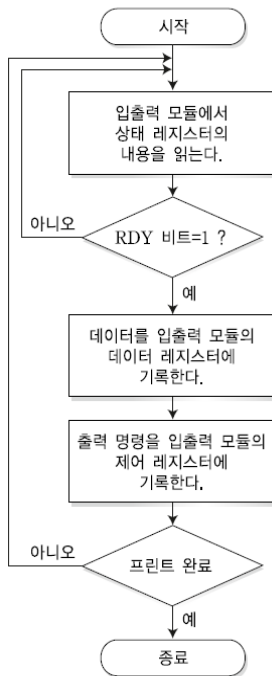 시작
입출력 모듈에서
상태 레지스터의
내용을 읽는다.
아니오
RDY 비트=1 ?
예
데이터를 입출력 모듈의
데이터 레지스터에
기록한다.
출력 명령을 입출력 모듈의
제어 레지스터에
기록한다.
아니오
프린트 완료
예
종료